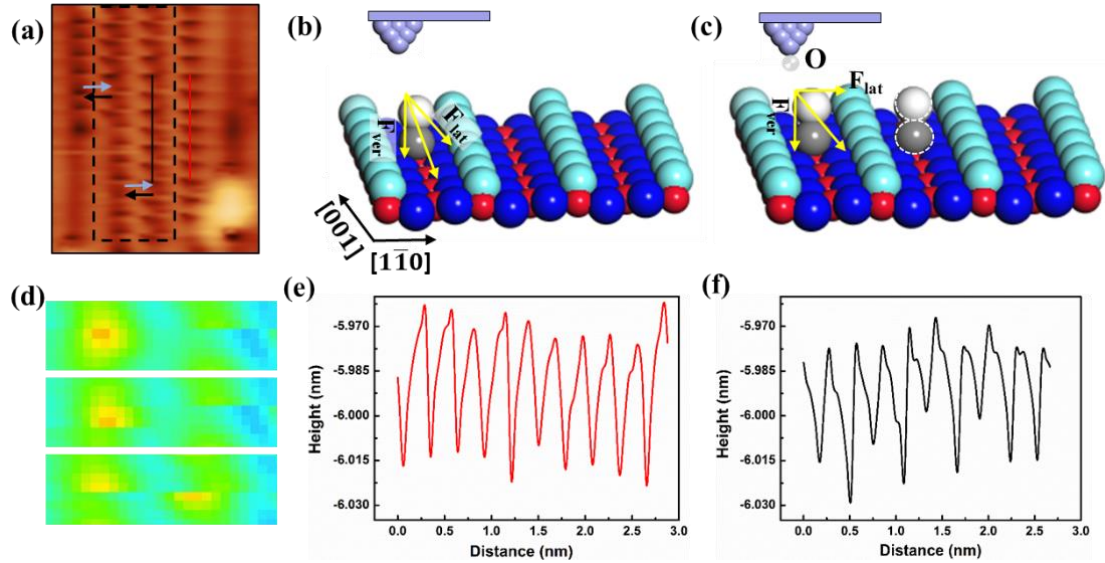 (a)
(b)
(c)
O
F_ver
F_lat
F_lat
F_ver
[001]
[11̅0]
(d)
(e)
(f)
-5.970
-5.985
-6.000
-6.015
-6.030
Height (nm)
0.0 0.5 1.0 1.5 2.0 2.5 3.0
Distance (nm)
-5.970
-5.985
-6.000
-6.015
-6.030
Height (nm)
0.0 0.5 1.0 1.5 2.0 2.5 3.0
Distance (nm)